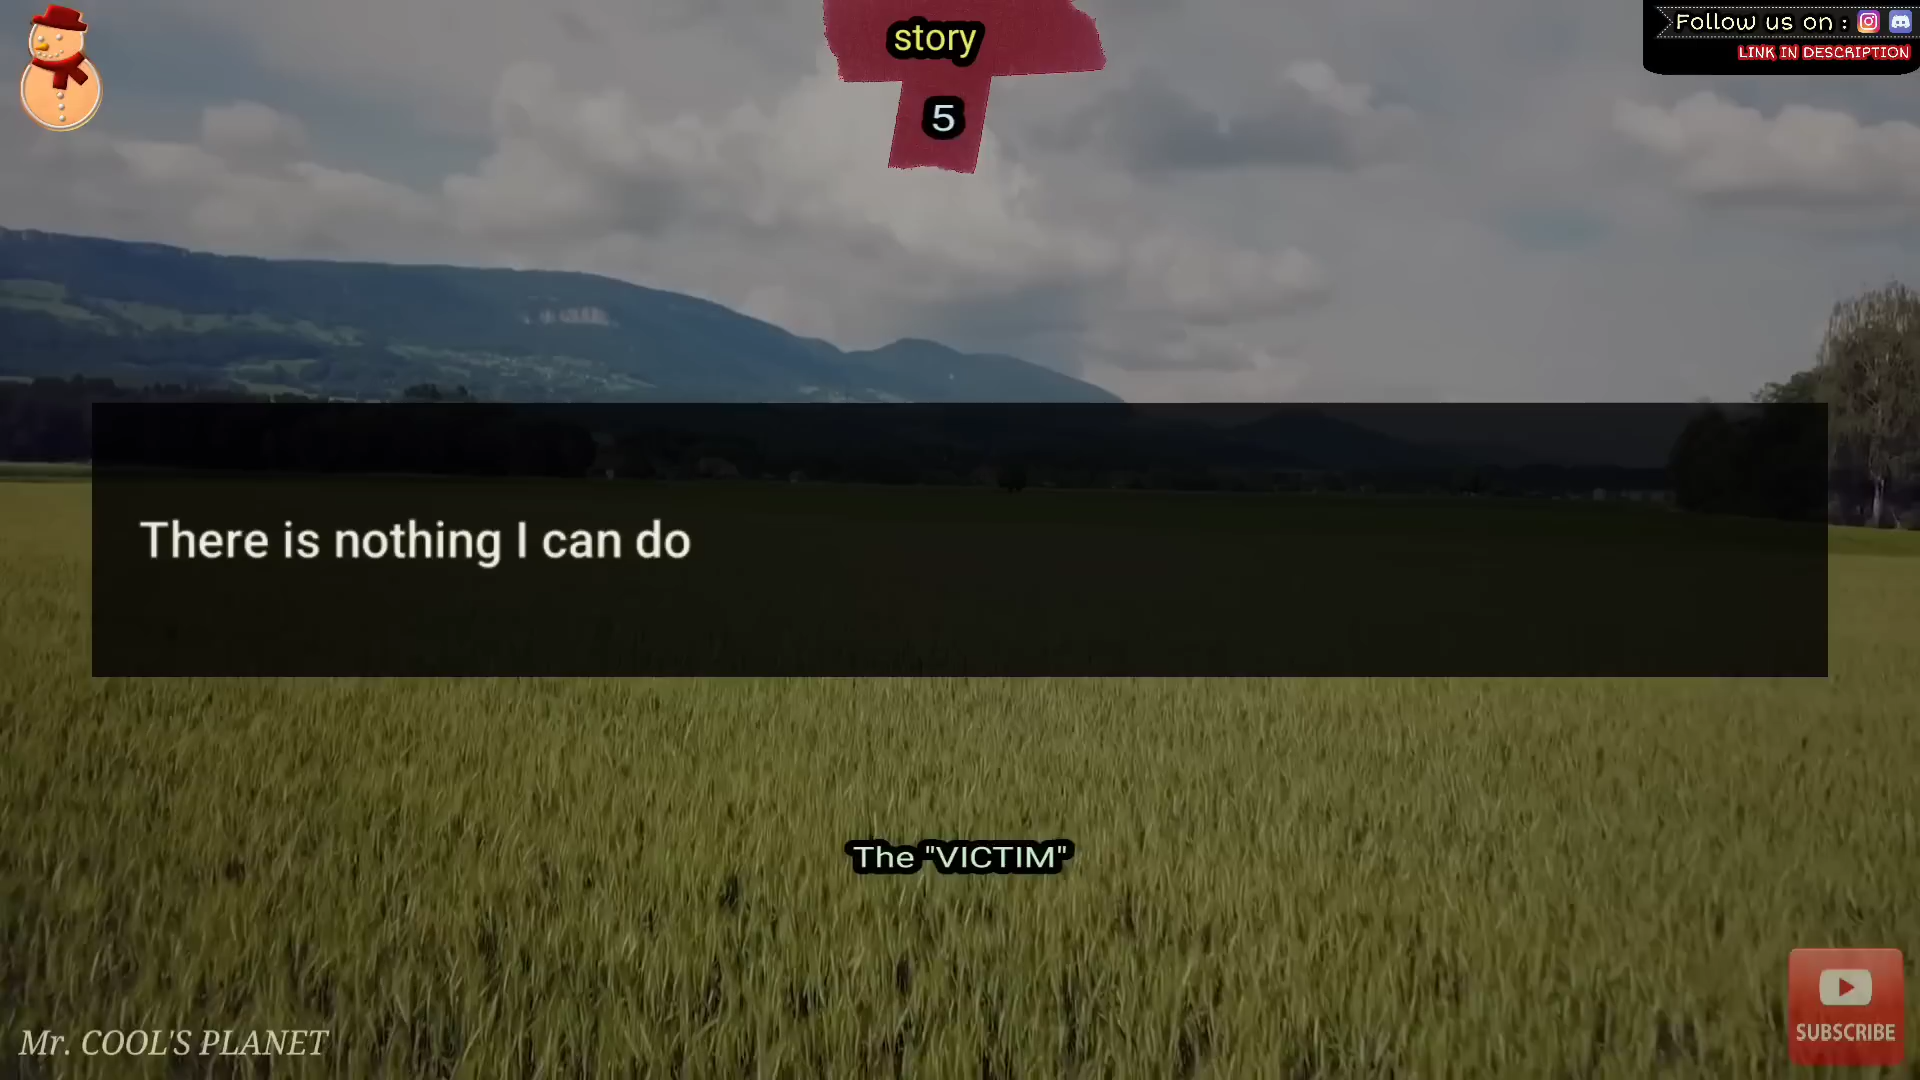 story
5
Follow us on :
LINK IN DESCRIPTION
There is nothing I can do
The "VICTIM"
Mr. COOL'S PLANET
SUBSCRIBE